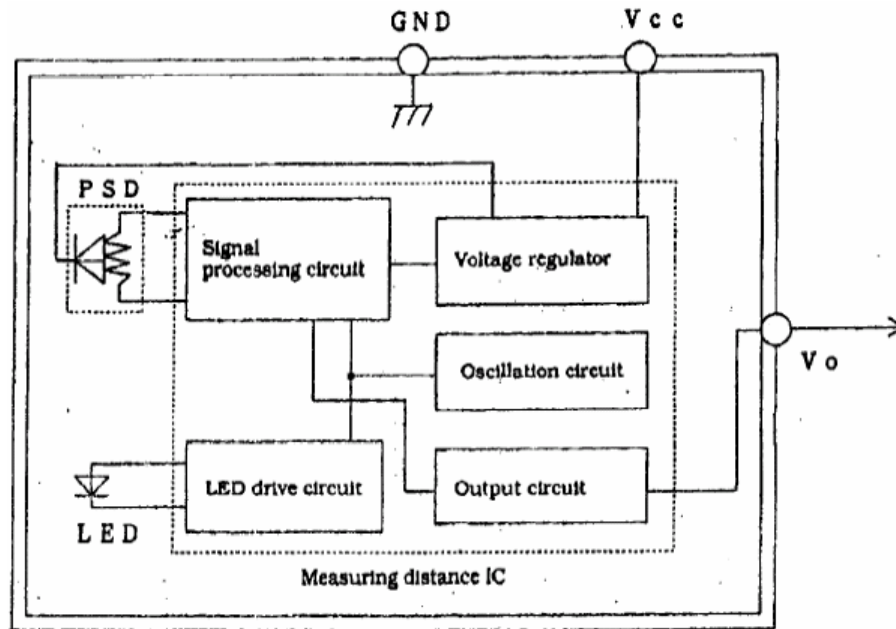 GND
Vcc
PSD
Signal
processing circuit
Voltage regulator
Oscillation circuit
Vo
LED drive circuit
Output circuit
LED
Measuring distance IC